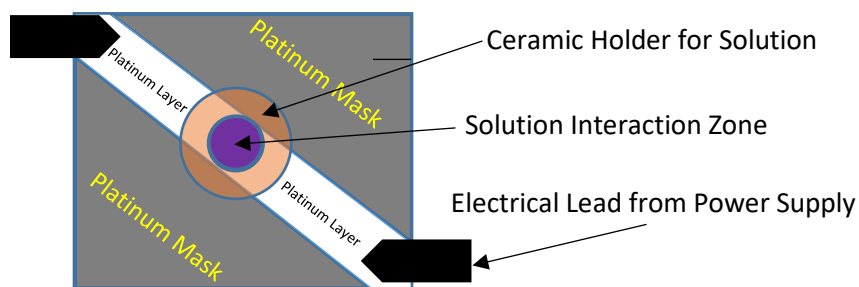 Platinum Mask
Ceramic Holder for Solution
Platinum Layer
Solution Interaction Zone
Platinum Mask
Platinum Layer
Electrical Lead from Power Supply